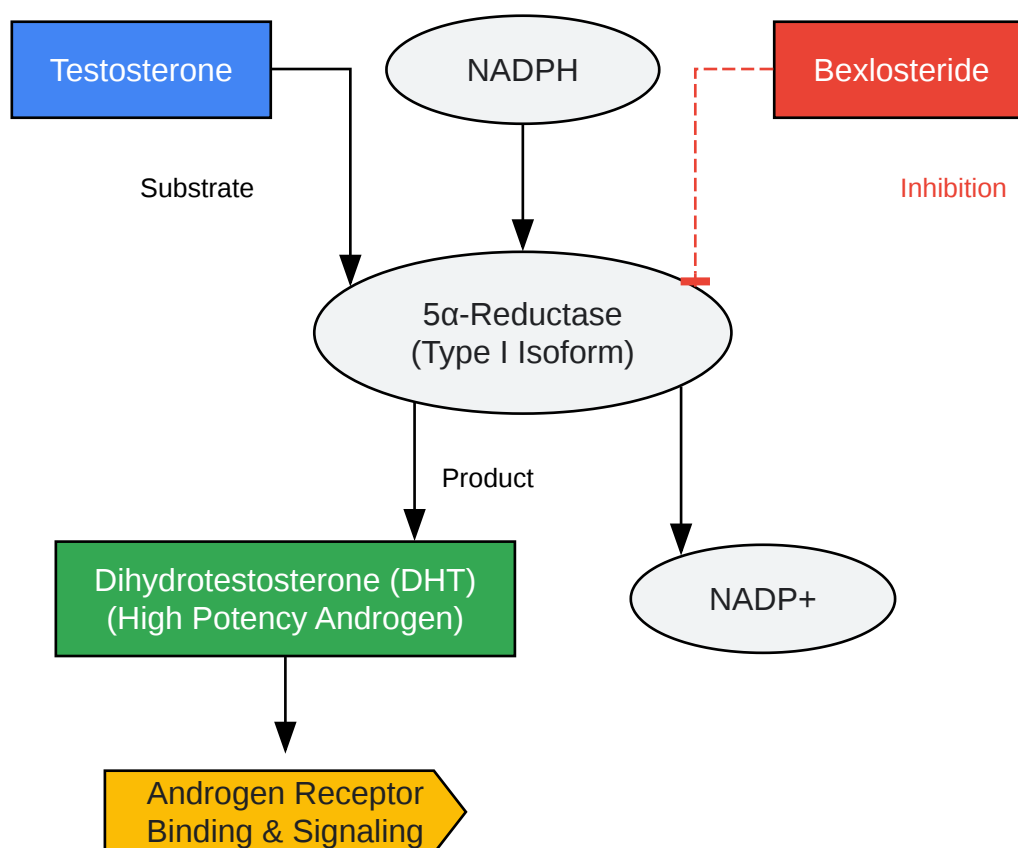 Testosterone
NADPH
Bexlosteride
Substrate
Inhibition
5α-Reductase
(Type I Isoform)
Product
Dihydrotestosterone (DHT)
(High Potency Androgen)
NADP+
Androgen Receptor
Binding & Signaling